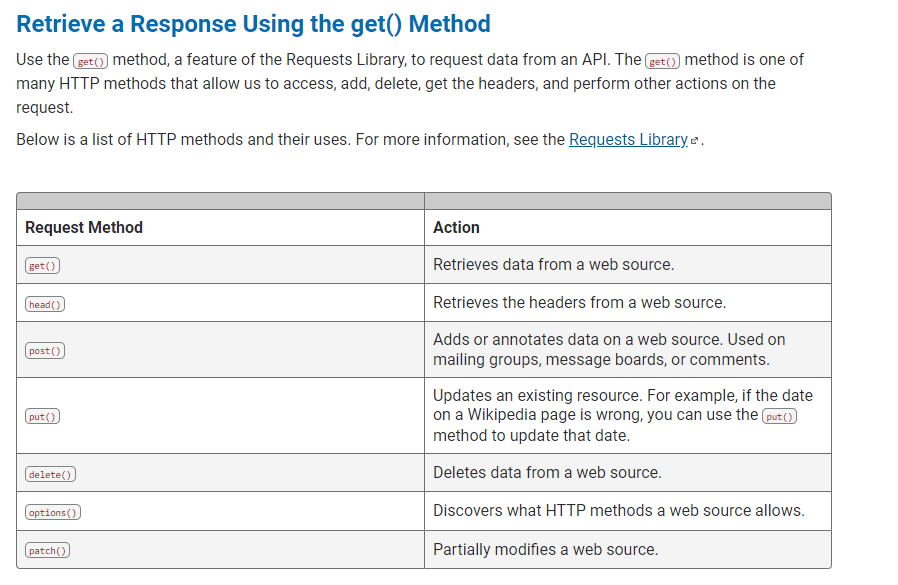 Retrieve a Response Using the get() Method
Use the get() method, a feature of the Requests Library, to request data from an API. The get() method is one of
many HTTP methods that allow us to access, add, delete, get the headers, and perform other actions on the
request.
Below is a list of HTTP methods and their uses. For more information, see the Requests Library.
Request Method Action
get() Retrieves data from a web source.
head() Retrieves the headers from a web source.
post() Adds or annotates data on a web source. Used on
mailing groups, message boards, or comments.
put() Updates an existing resource. For example, if the date
on a Wikipedia page is wrong, you can use the put()
method to update that date.
delete() Deletes data from a web source.
options() Discovers what HTTP methods a web source allows.
patch() Partially modifies a web source.